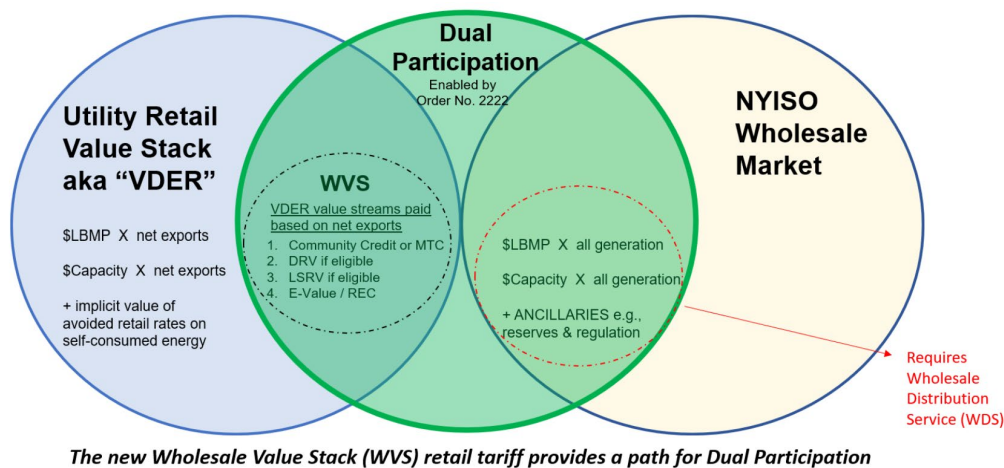 Dual
Participation
Enabled by
Order No. 2222
Utility Retail
Value Stack
aka “VDER”
$LBMP X net exports
$Capacity X net exports
+ implicit value of
avoided retail rates on
self-consumed energy
WVS
VDER value streams paid
based on net exports
1. Community Credit or MTC
2. DRV if eligible
3. LSRV if eligible
4. E-Value / REC
$LBMP X all generation
$Capacity X all generation
+ ANCILLARIES e.g.,
reserves & regulation
NYISO
Wholesale
Market
Requires
Wholesale
Distribution
Service (WDS)
The new Wholesale Value Stack (WVS) retail tariff provides a path for Dual Participation